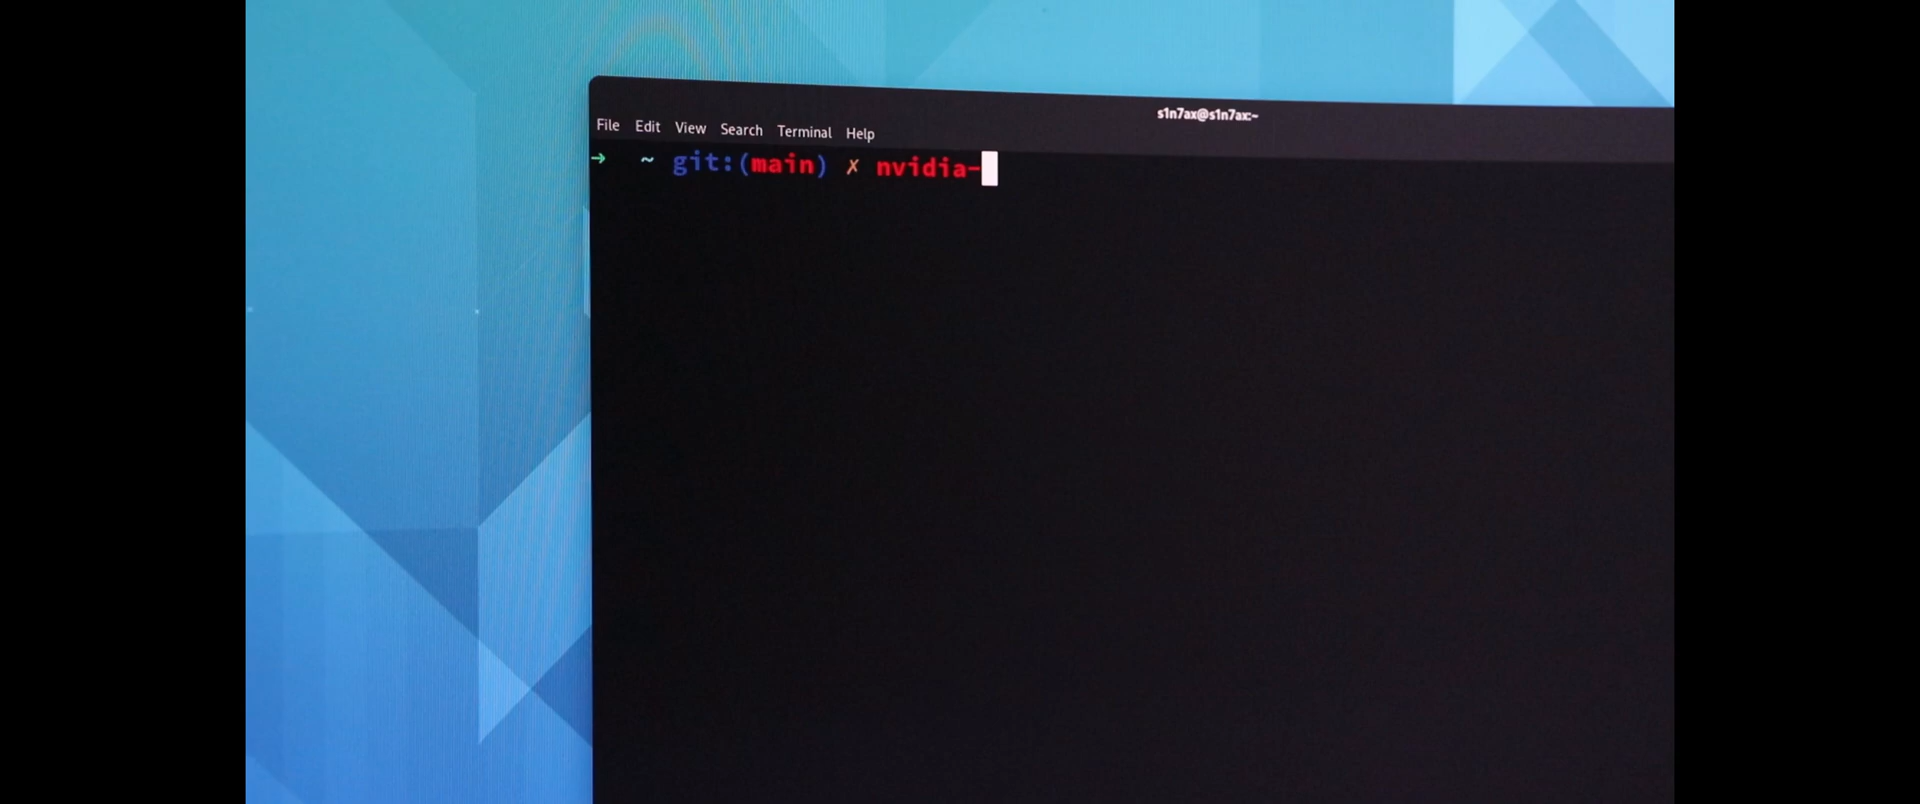 s1n7ax@s1n7ax:~
File Edit View Search Terminal Help
➜ ~ git:(main) ✗ nvidia-